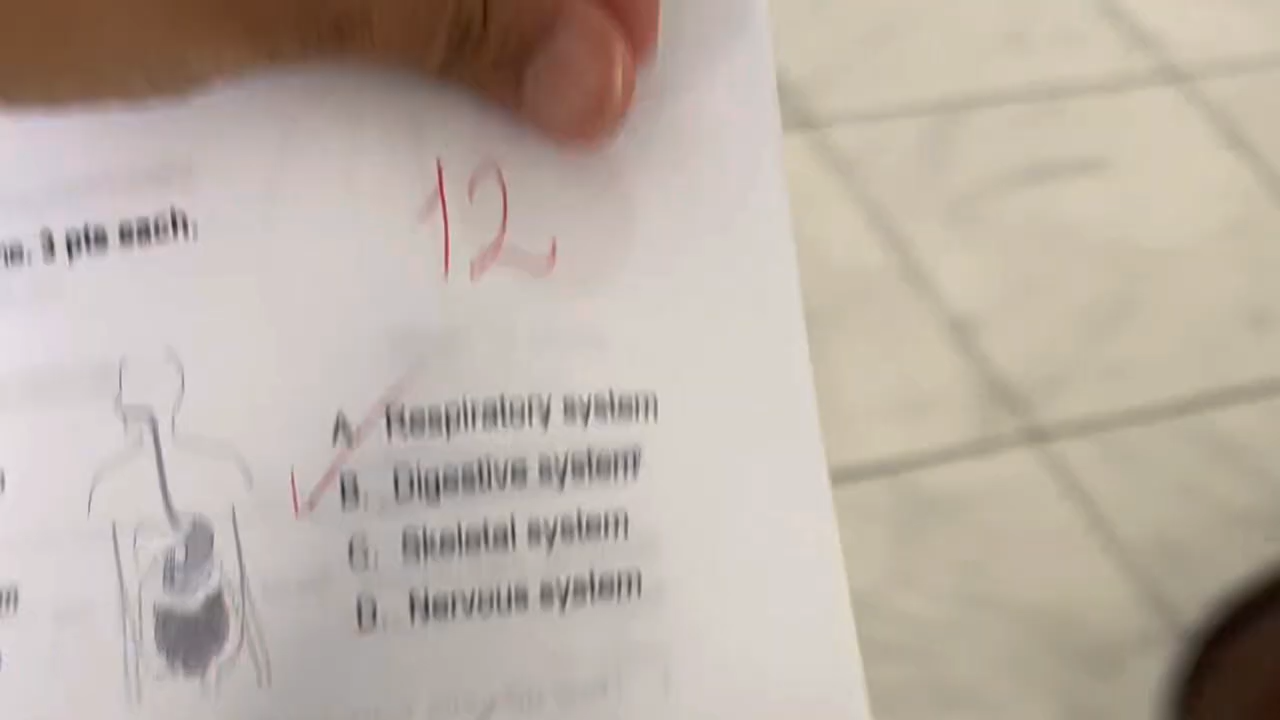 12
3 pts each.
A. Respiratory system
B. Digestive system
C. Skeletal system
D. Nervous system